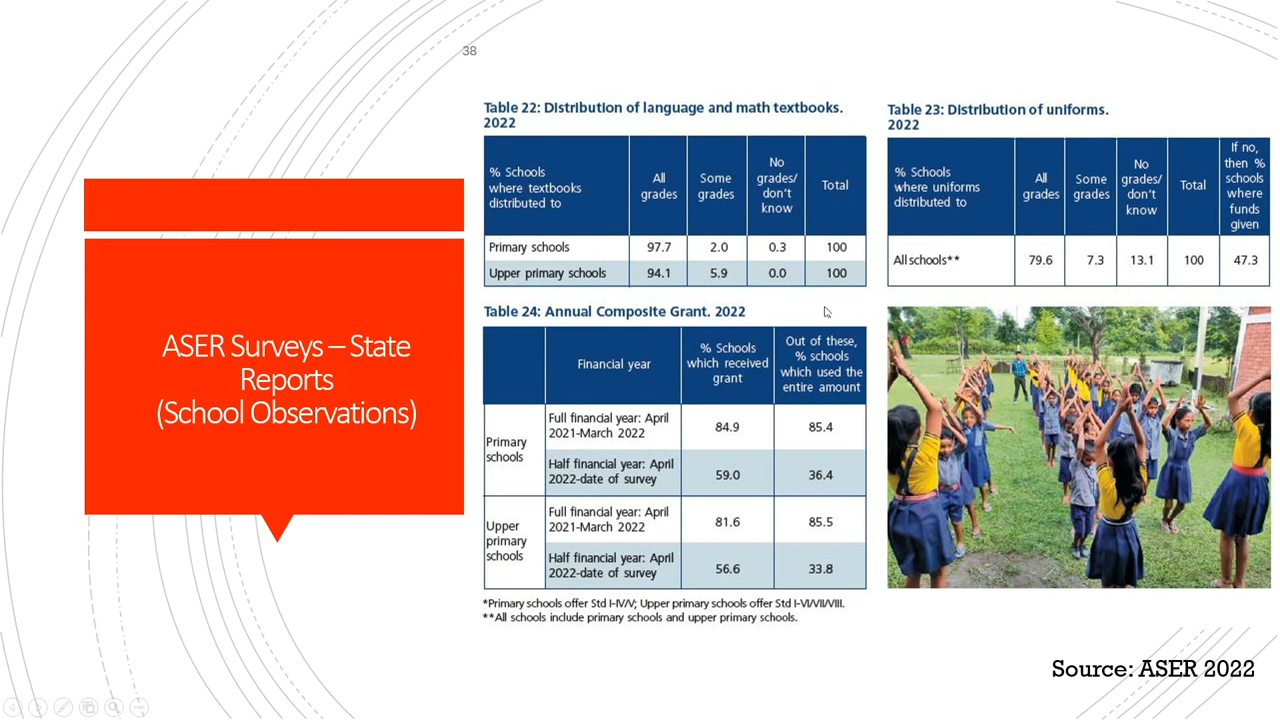 38
ASER Surveys – State
Reports
(School Observations)
Table 22: Distribution of language and math textbooks.
2022
% Schools
where textbooks
distributed to
All
grades
Some
grades
No
grades/
don't
know
Total
Primary schools 97.7 2.0 0.3 100
Upper primary schools 94.1 5.9 0.0 100
Table 23: Distribution of uniforms.
2022
% Schools
where uniforms
distributed to
All
grades
Some
grades
No
grades/
don't
know
Total
If no,
then %
schools
where
funds
given
All schools** 79.6 7.3 13.1 100 47.3
Table 24: Annual Composite Grant. 2022
Financial year
% Schools
which received
grant
Out of these,
% schools
which used the
entire amount
Primary
schools
Full financial year: April
2021-March 2022
84.9 85.4
Half financial year: April
2022-date of survey
59.0 36.4
Upper
primary
schools
Full financial year: April
2021-March 2022
81.6 85.5
Half financial year: April
2022-date of survey
56.6 33.8
*Primary schools offer Std I-IV/V; Upper primary schools offer Std I-VI/VII/VIII.
**All schools include primary schools and upper primary schools.
Source: ASER 2022